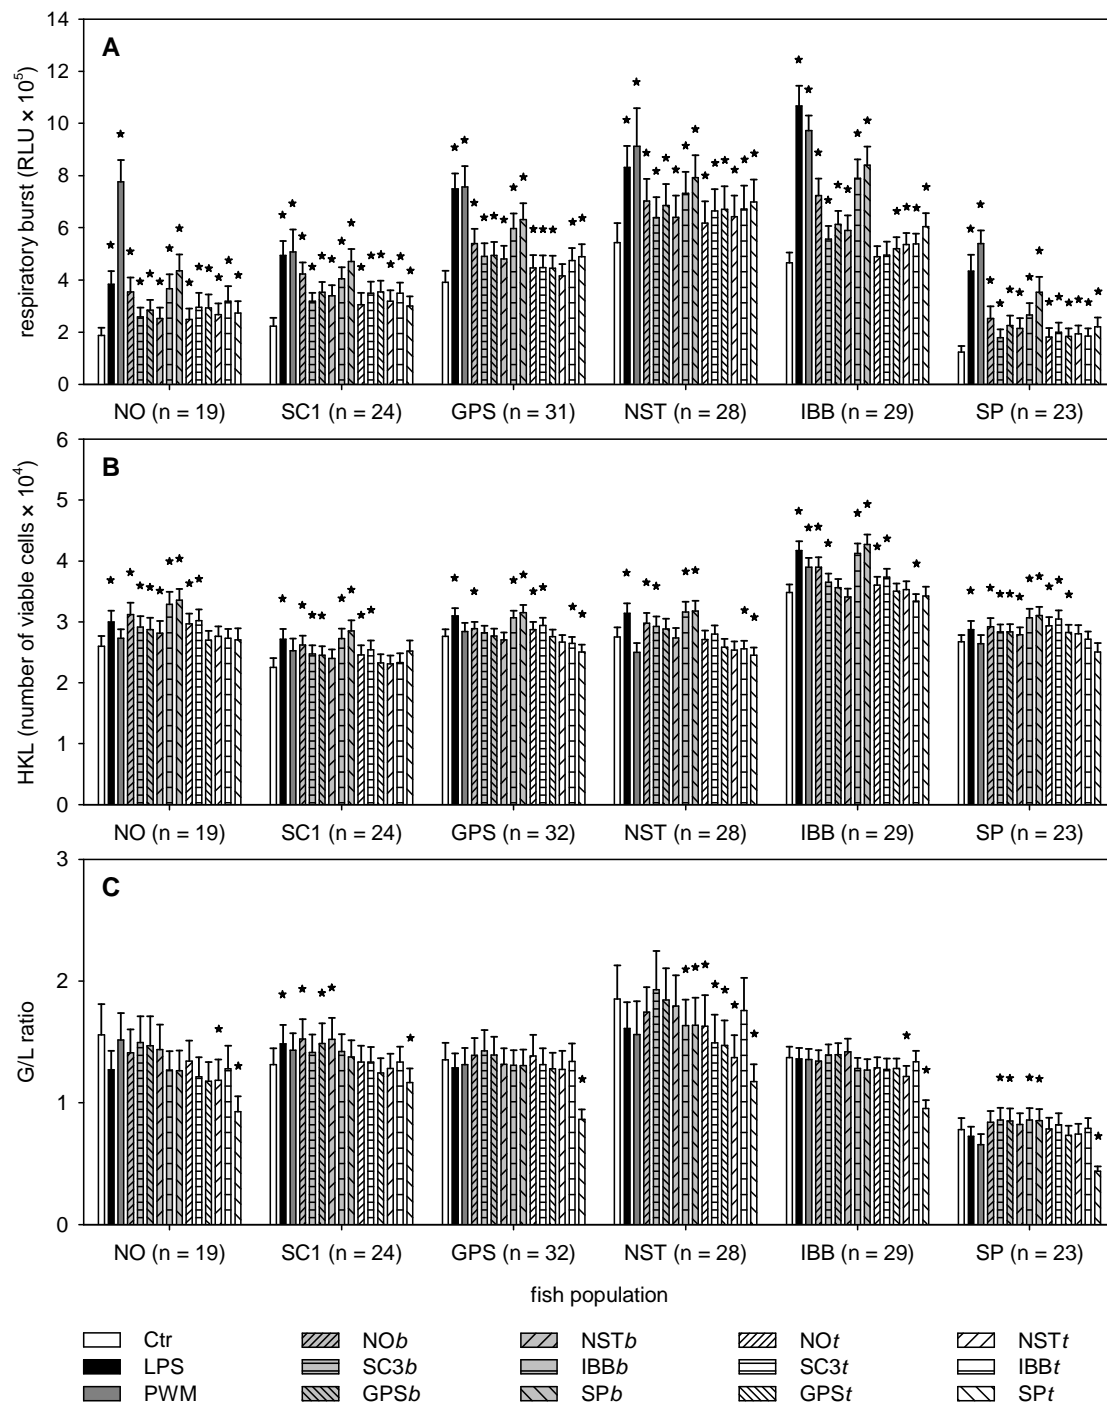 14
A
12
10
8
6
4
2
0
respiratory burst (RLU × 10⁵)
NO (n = 19) SC1 (n = 24) GPS (n = 31) NST (n = 28) IBB (n = 29) SP (n = 23)
6
B
5
4
3
2
1
0
HKL (number of viable cells × 10⁴)
NO (n = 19) SC1 (n = 24) GPS (n = 32) NST (n = 28) IBB (n = 29) SP (n = 23)
3
C
2
1
0
G/L ratio
NO (n = 19) SC1 (n = 24) GPS (n = 32) NST (n = 28) IBB (n = 29) SP (n = 23)
fish population
Ctr NOb NSTb NOt NSTt
LPS SC3b IBBb SC3t IBBt
PWM GPSb SPb GPSt SPt